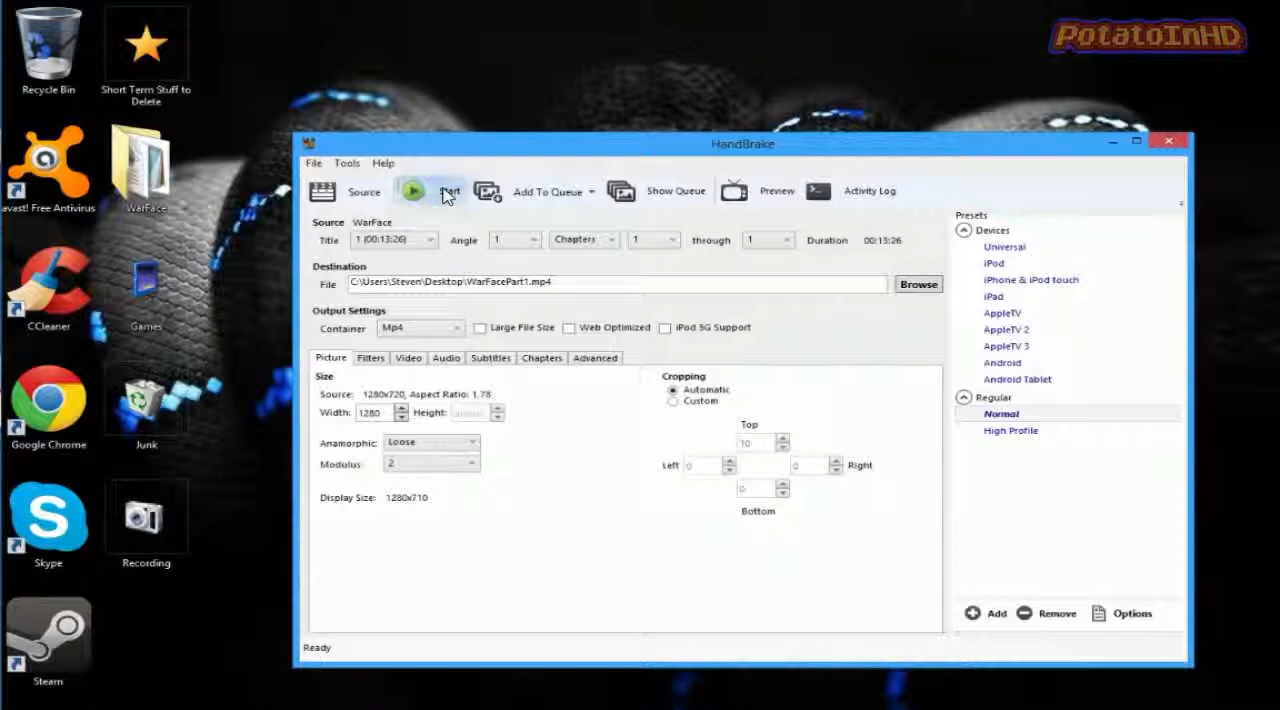 PotatoInHD
Recycle Bin
Short Term Stuff to
Delete
avast! Free Antivirus
WarFace
CCleaner
Games
Google Chrome
Junk
Skype
Recording
Steam
HandBrake
File Tools Help
Source Start Add To Queue Show Queue Preview Activity Log
Source WarFace
Title 1 (00:13:26) Angle 1 Chapters 1 through 1 Duration 00:13:26
Destination
File C:\Users\Steven\Desktop\WarFacePart1.mp4 Browse
Output Settings
Container Mp4 Large File Size Web Optimized iPod 5G Support
Picture Filters Video Audio Subtitles Chapters Advanced
Size
Source: 1280x720, Aspect Ratio: 1.78
Width: 1280 Height:
Anamorphic: Loose
Modulus: 2
Display Size: 1280x710
Cropping
Automatic
Custom
Top
10
Left 0 0 Right
0
Bottom
Presets
Devices
Universal
iPod
iPhone & iPod touch
iPad
AppleTV
AppleTV 2
AppleTV 3
Android
Android Tablet
Regular
Normal
High Profile
Add Remove Options
Ready